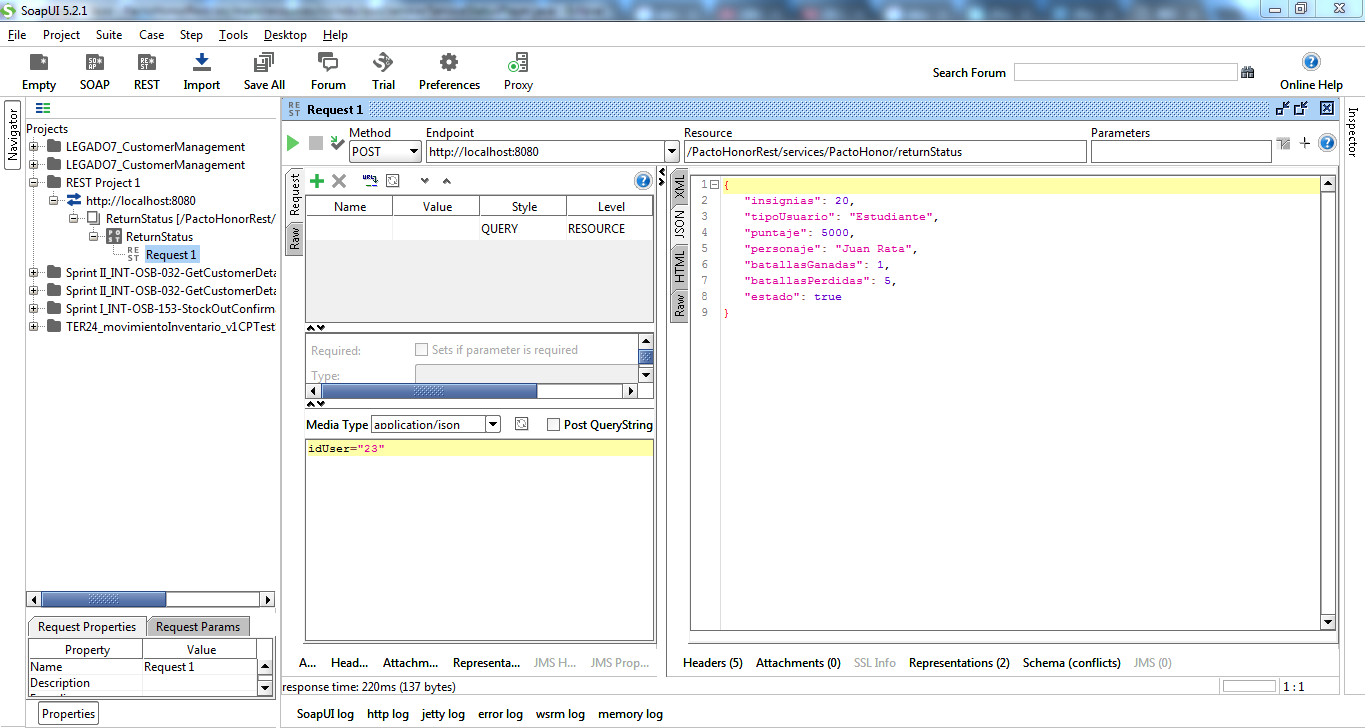 SoapUI 5.2.1
File Project Suite Case Step Tools Desktop Help
Empty SOAP REST Import Save All Forum Trial Preferences Proxy
Search Forum
Online Help
Navigator
Projects
LEGADO7_CustomerManagement
LEGADO7_CustomerManagement
REST Project 1
http://localhost:8080
ReturnStatus [/PactoHonorRest/
ReturnStatus
Request 1
Sprint II_INT-OSB-032-GetCustomerDeta
Sprint II_INT-OSB-032-GetCustomerDeta
Sprint I_INT-OSB-153-StockOutConfirm
TER24_movimientoInventario_v1CPTest
Request Properties Request Params
Property Value
Name Request 1
Description
Properties
Request 1
Method Endpoint Resource Parameters
POST http://localhost:8080 /PactoHonorRest/services/PactoHonor/returnStatus
Request
Raw
Name Value Style Level
QUERY RESOURCE
Required: Sets if parameter is required
Type:
Media Type application/json Post QueryString
idUser="23"
A... Head... Attachm... Representa... JMS H... JMS Prop...
XML
JSON
HTML
Raw
1 {
2 "insignias": 20,
3 "tipoUsuario": "Estudiante",
4 "puntaje": 5000,
5 "personaje": "Juan Rata",
6 "batallasGanadas": 1,
7 "batallasPerdidas": 5,
8 "estado": true
9 }
Headers (5) Attachments (0) SSL Info Representations (2) Schema (conflicts) JMS (0)
response time: 220ms (137 bytes)
1 : 1
SoapUI log http log jetty log error log wsrm log memory log
Inspector